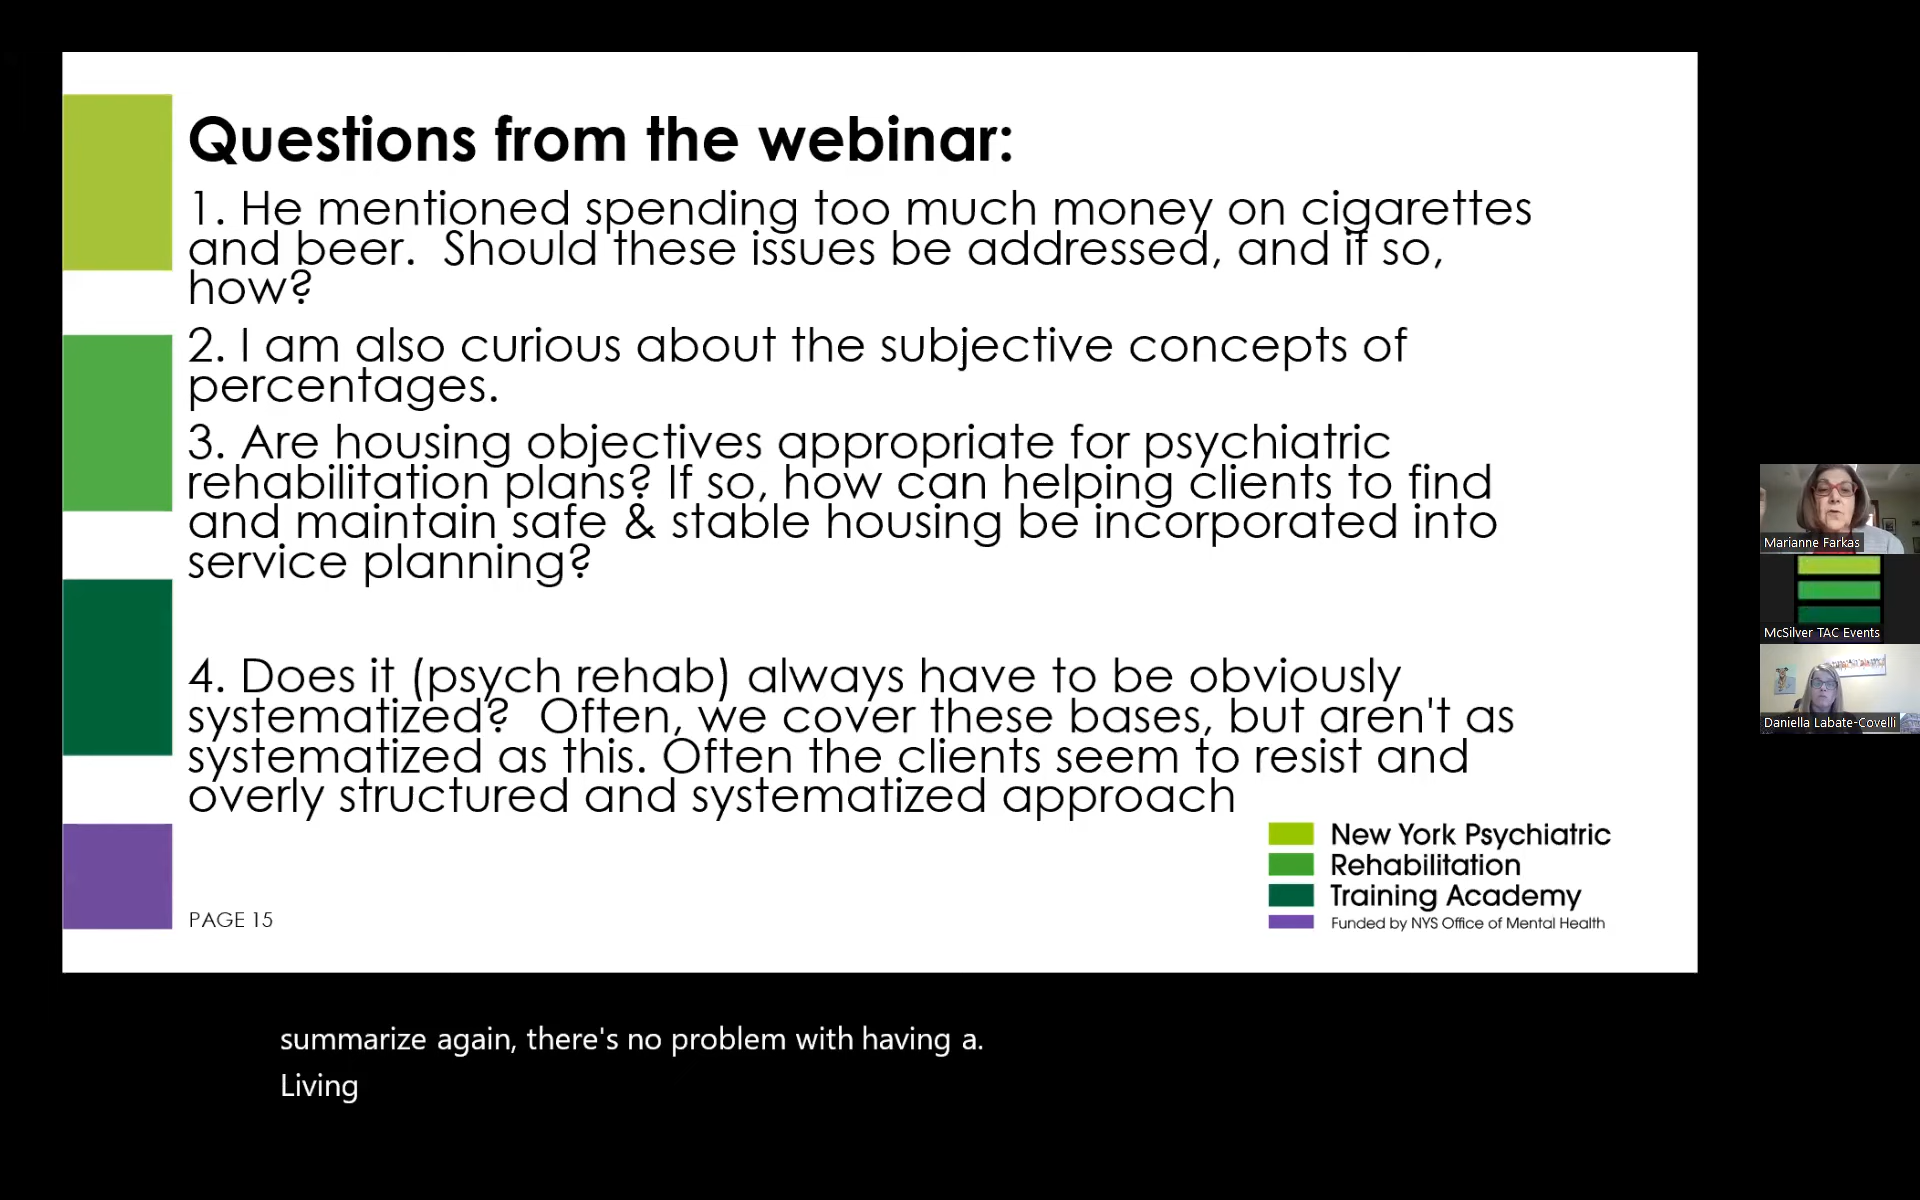 Questions from the webinar:
1. He mentioned spending too much money on cigarettes
and beer.  Should these issues be addressed, and if so,
how?
2. I am also curious about the subjective concepts of
percentages.
3. Are housing objectives appropriate for psychiatric
rehabilitation plans? If so, how can helping clients to find
and maintain safe & stable housing be incorporated into
service planning?
4. Does it (psych rehab) always have to be obviously
systematized?  Often, we cover these bases, but aren't as
systematized as this. Often the clients seem to resist and
overly structured and systematized approach
New York Psychiatric
Rehabilitation
Training Academy
Funded by NYS Office of Mental Health
PAGE 15
Marianne Farkas
McSilver TAC Events
Daniella Labate-Covelli
summarize again, there's no problem with having a.
Living